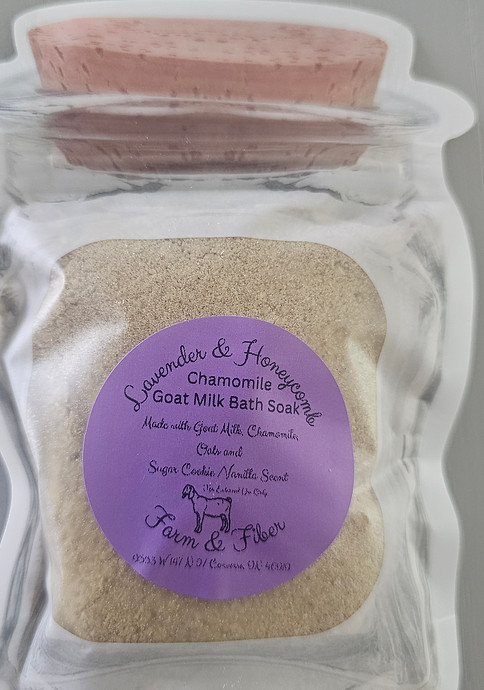 Lavender & Honeycomb
Chamomile
Goat Milk Bath Soak
Made with Goat Milk, Chamomile,
Oats and
Sugar Cookie Vanilla Scent
For External Use Only
Farm & Fiber
W 147 N